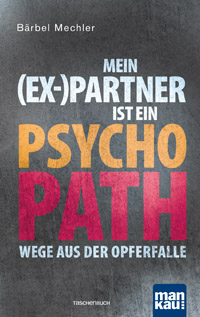 Bärbel Mechler
MEIN
(EX-)PARTNER
IST EIN
PSYCHO
PATH
WEGE AUS DER OPFERFALLE
TASCHENBUCH
man
kau